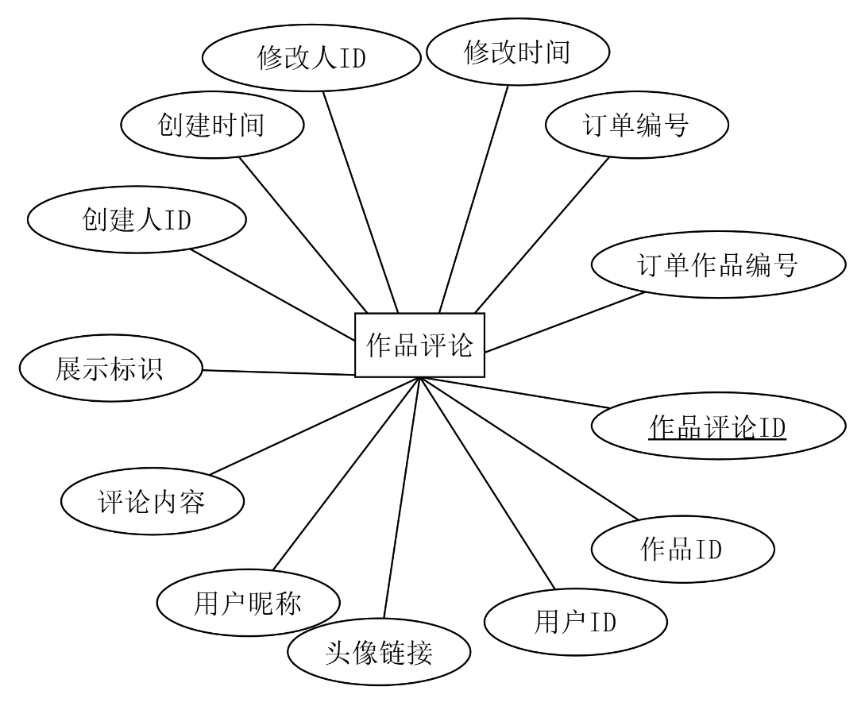 修改人ID
修改时间
创建时间
订单编号
创建人ID
订单作品编号
作品评论
展示标识
作品评论ID
评论内容
作品ID
用户昵称
用户ID
头像链接